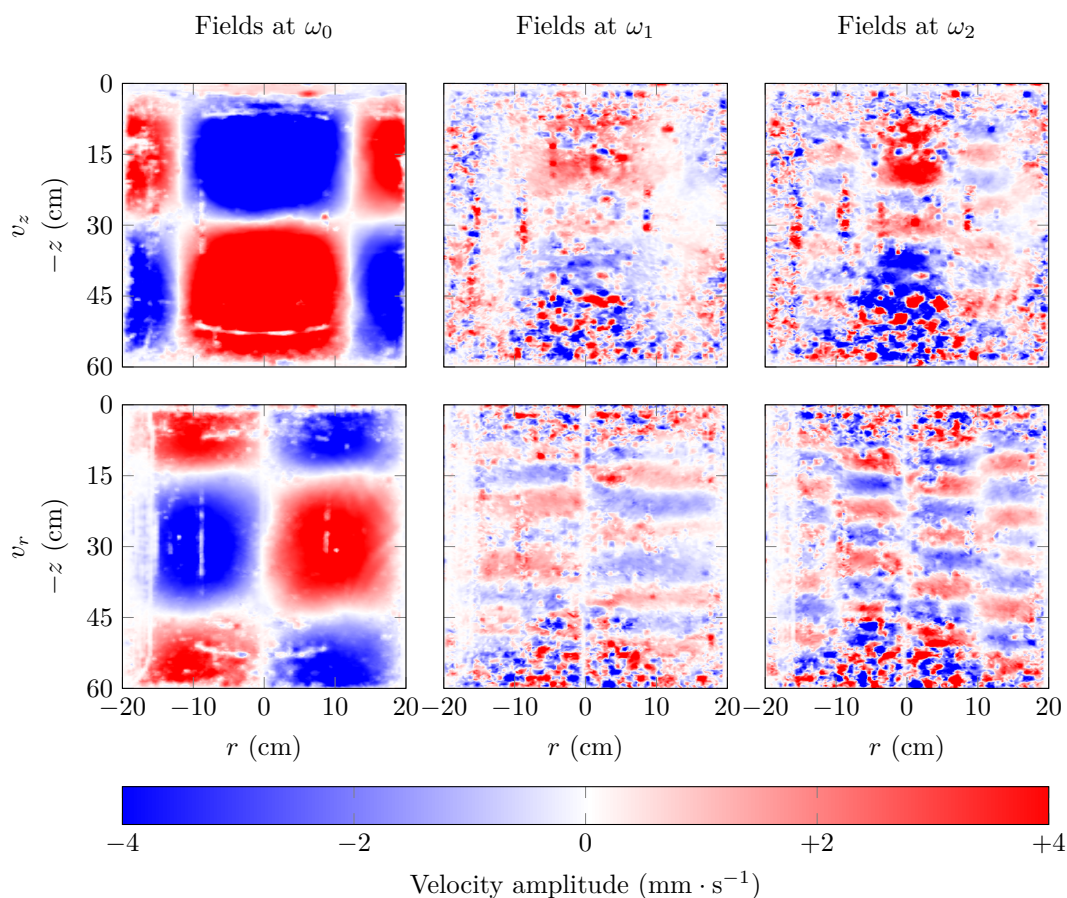 Fields at ω₀ Fields at ω₁ Fields at ω₂
0
15
30
45
60
v_z
−z (cm)
0
15
30
45
60
v_r
−z (cm)
−20 −10 0 10 20 −20 −10 0 10 20 −20 −10 0 10 20
r (cm) r (cm) r (cm)
−4 −2 0 +2 +4
Velocity amplitude (mm · s⁻¹)